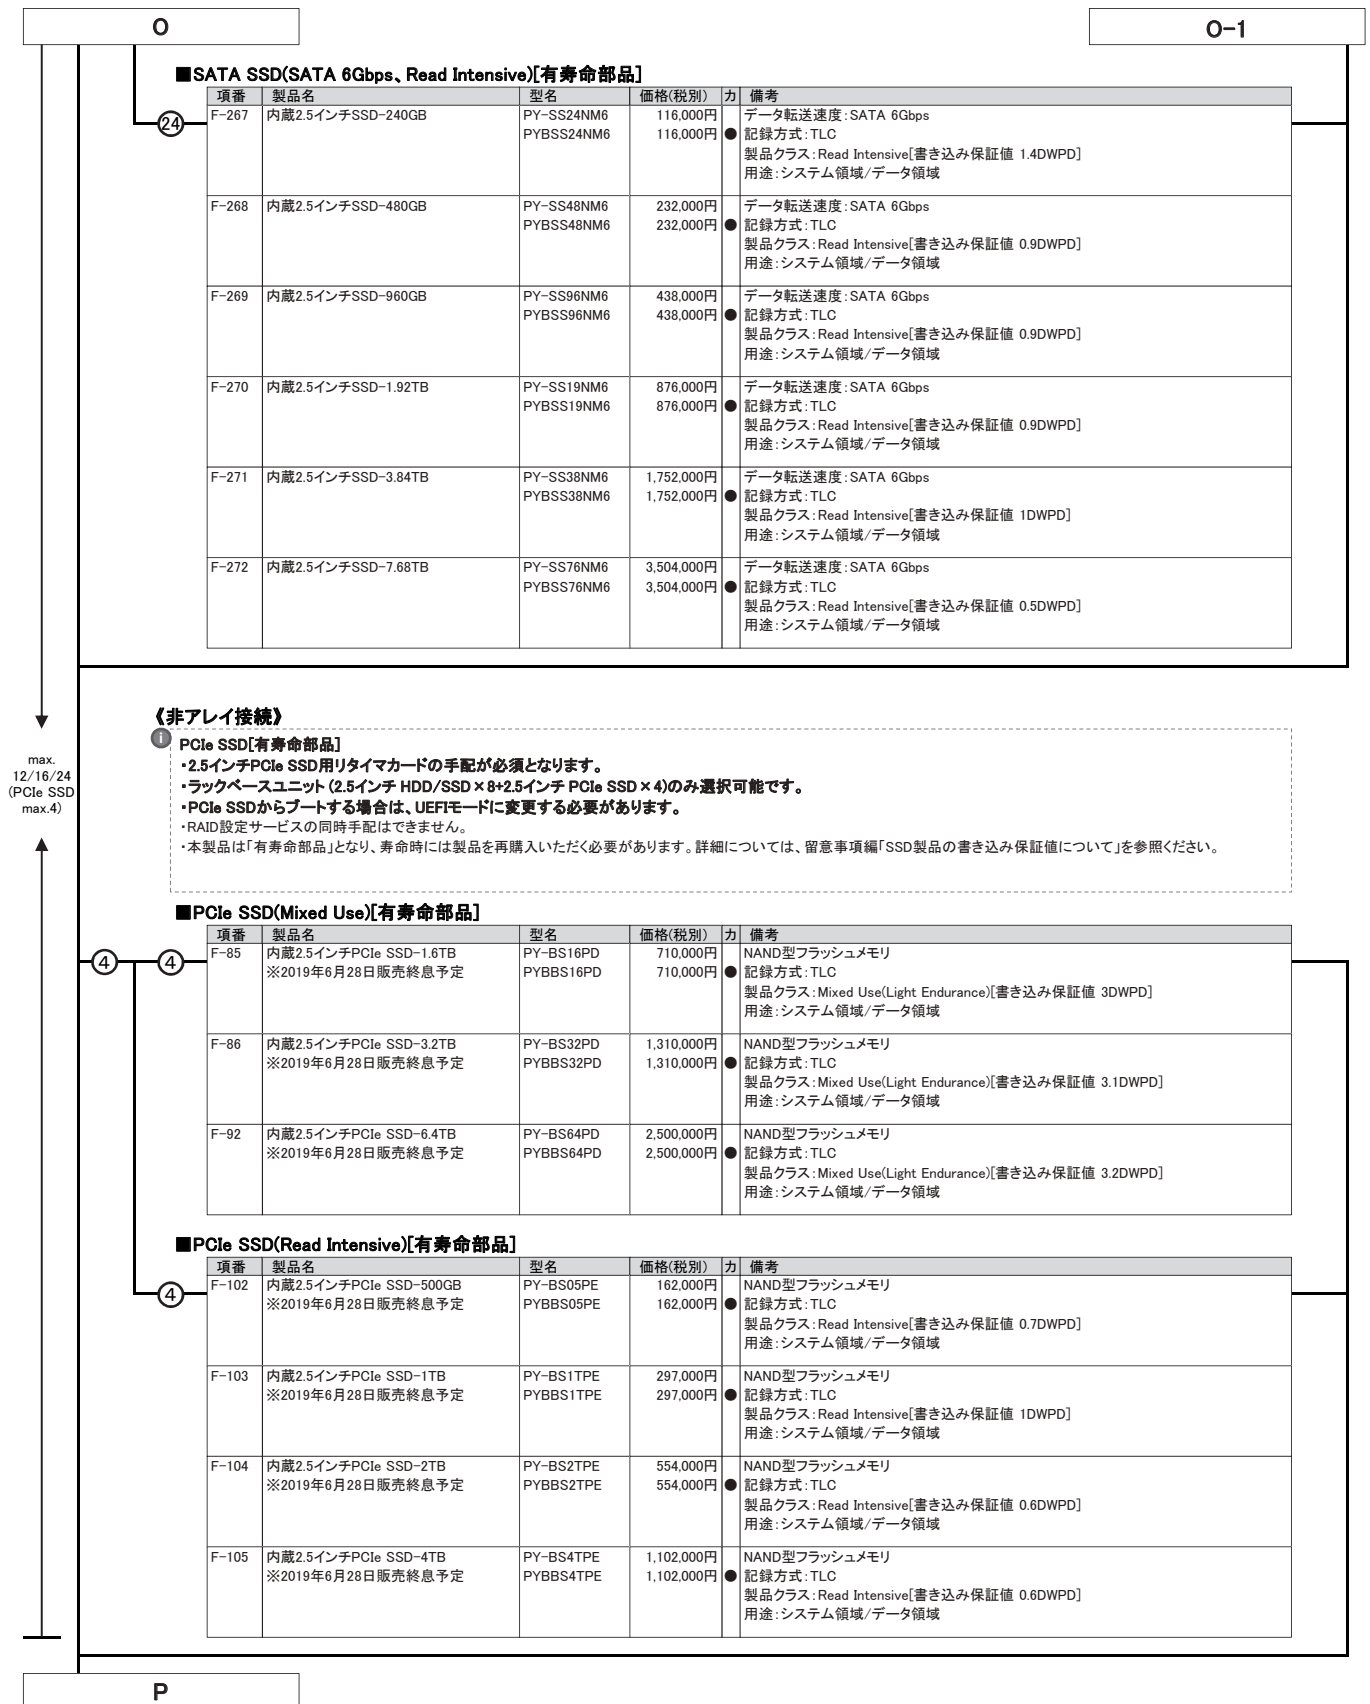 O
O-1
■SATA SSD(SATA 6Gbps、Read Intensive)[有寿命部品]
項番 製品名 型名 価格(税別) カ 備考
24
F-267 内蔵2.5インチSSD-240GB PY-SS24NM6 116,000円 データ転送速度:SATA 6Gbps
PYBSS24NM6 116,000円 ● 記録方式:TLC
製品クラス:Read Intensive[書き込み保証値 1.4DWPD]
用途:システム領域/データ領域
F-268 内蔵2.5インチSSD-480GB PY-SS48NM6 232,000円 データ転送速度:SATA 6Gbps
PYBSS48NM6 232,000円 ● 記録方式:TLC
製品クラス:Read Intensive[書き込み保証値 0.9DWPD]
用途:システム領域/データ領域
F-269 内蔵2.5インチSSD-960GB PY-SS96NM6 438,000円 データ転送速度:SATA 6Gbps
PYBSS96NM6 438,000円 ● 記録方式:TLC
製品クラス:Read Intensive[書き込み保証値 0.9DWPD]
用途:システム領域/データ領域
F-270 内蔵2.5インチSSD-1.92TB PY-SS19NM6 876,000円 データ転送速度:SATA 6Gbps
PYBSS19NM6 876,000円 ● 記録方式:TLC
製品クラス:Read Intensive[書き込み保証値 0.9DWPD]
用途:システム領域/データ領域
F-271 内蔵2.5インチSSD-3.84TB PY-SS38NM6 1,752,000円 データ転送速度:SATA 6Gbps
PYBSS38NM6 1,752,000円 ● 記録方式:TLC
製品クラス:Read Intensive[書き込み保証値 1DWPD]
用途:システム領域/データ領域
F-272 内蔵2.5インチSSD-7.68TB PY-SS76NM6 3,504,000円 データ転送速度:SATA 6Gbps
PYBSS76NM6 3,504,000円 ● 記録方式:TLC
製品クラス:Read Intensive[書き込み保証値 0.5DWPD]
用途:システム領域/データ領域
max.
12/16/24
(PCIe SSD
max.4)
《非アレイ接続》
i
PCIe SSD[有寿命部品]
・2.5インチPCIe SSD用リタイマカードの手配が必須となります。
・ラックベースユニット (2.5インチ HDD/SSD×8+2.5インチ PCIe SSD×4)のみ選択可能です。
・PCIe SSDからブートする場合は、UEFIモードに変更する必要があります。
・RAID設定サービスの同時手配はできません。
・本製品は「有寿命部品」となり、寿命時には製品を再購入いただく必要があります。詳細については、留意事項編「SSD製品の書き込み保証値について」を参照ください。
■PCIe SSD(Mixed Use)[有寿命部品]
項番 製品名 型名 価格(税別) カ 備考
4 4
F-85 内蔵2.5インチPCIe SSD-1.6TB PY-BS16PD 710,000円 NAND型フラッシュメモリ
※2019年6月28日販売終息予定 PYBBS16PD 710,000円 ● 記録方式:TLC
製品クラス:Mixed Use(Light Endurance)[書き込み保証値 3DWPD]
用途:システム領域/データ領域
F-86 内蔵2.5インチPCIe SSD-3.2TB PY-BS32PD 1,310,000円 NAND型フラッシュメモリ
※2019年6月28日販売終息予定 PYBBS32PD 1,310,000円 ● 記録方式:TLC
製品クラス:Mixed Use(Light Endurance)[書き込み保証値 3.1DWPD]
用途:システム領域/データ領域
F-92 内蔵2.5インチPCIe SSD-6.4TB PY-BS64PD 2,500,000円 NAND型フラッシュメモリ
※2019年6月28日販売終息予定 PYBBS64PD 2,500,000円 ● 記録方式:TLC
製品クラス:Mixed Use(Light Endurance)[書き込み保証値 3.2DWPD]
用途:システム領域/データ領域
■PCIe SSD(Read Intensive)[有寿命部品]
項番 製品名 型名 価格(税別) カ 備考
4
F-102 内蔵2.5インチPCIe SSD-500GB PY-BS05PE 162,000円 NAND型フラッシュメモリ
※2019年6月28日販売終息予定 PYBBS05PE 162,000円 ● 記録方式:TLC
製品クラス:Read Intensive[書き込み保証値 0.7DWPD]
用途:システム領域/データ領域
F-103 内蔵2.5インチPCIe SSD-1TB PY-BS1TPE 297,000円 NAND型フラッシュメモリ
※2019年6月28日販売終息予定 PYBBS1TPE 297,000円 ● 記録方式:TLC
製品クラス:Read Intensive[書き込み保証値 1DWPD]
用途:システム領域/データ領域
F-104 内蔵2.5インチPCIe SSD-2TB PY-BS2TPE 554,000円 NAND型フラッシュメモリ
※2019年6月28日販売終息予定 PYBBS2TPE 554,000円 ● 記録方式:TLC
製品クラス:Read Intensive[書き込み保証値 0.6DWPD]
用途:システム領域/データ領域
F-105 内蔵2.5インチPCIe SSD-4TB PY-BS4TPE 1,102,000円 NAND型フラッシュメモリ
※2019年6月28日販売終息予定 PYBBS4TPE 1,102,000円 ● 記録方式:TLC
製品クラス:Read Intensive[書き込み保証値 0.6DWPD]
用途:システム領域/データ領域
P